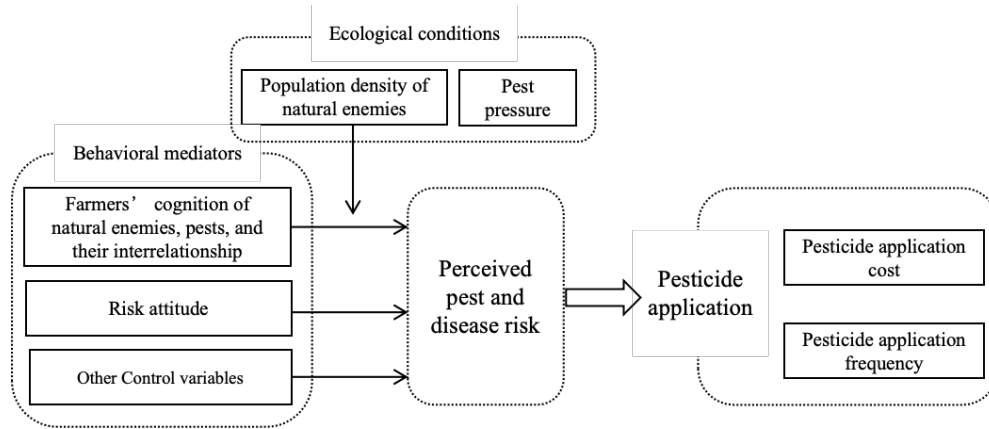 Ecological conditions
Population density of
natural enemies
Pest
pressure
Behavioral mediators
Farmers’ cognition of
natural enemies, pests, and
their interrelationship
Risk attitude
Other Control variables
Perceived
pest and
disease risk
Pesticide
application
Pesticide application
cost
Pesticide application
frequency